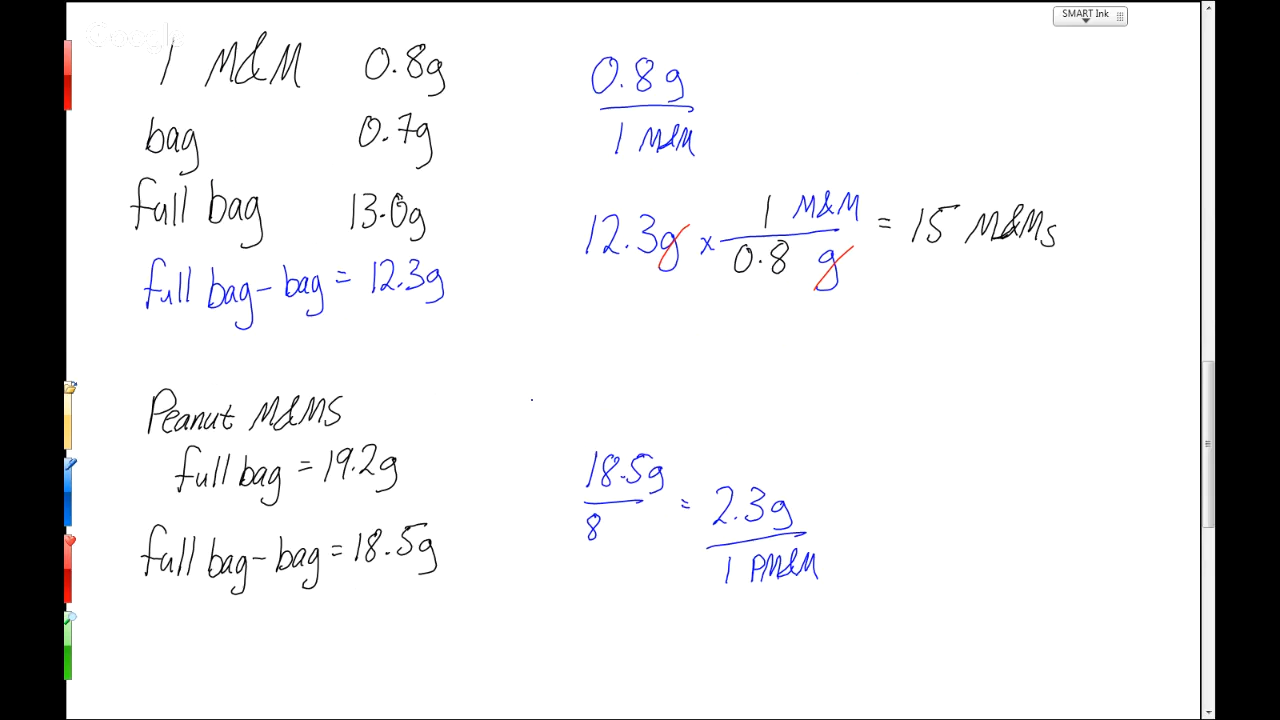 SMART Ink
Google
1 M&M 0.8g
bag 0.7g
full bag 13.0g
full bag - bag = 12.3g
0.8g
1 M&M
12.3g x 1 M&M = 15 M&Ms
0.8 g
Peanut M&MS
full bag = 19.2g
full bag - bag = 18.5g
18.5g
8
= 2.3g
1 PM&M